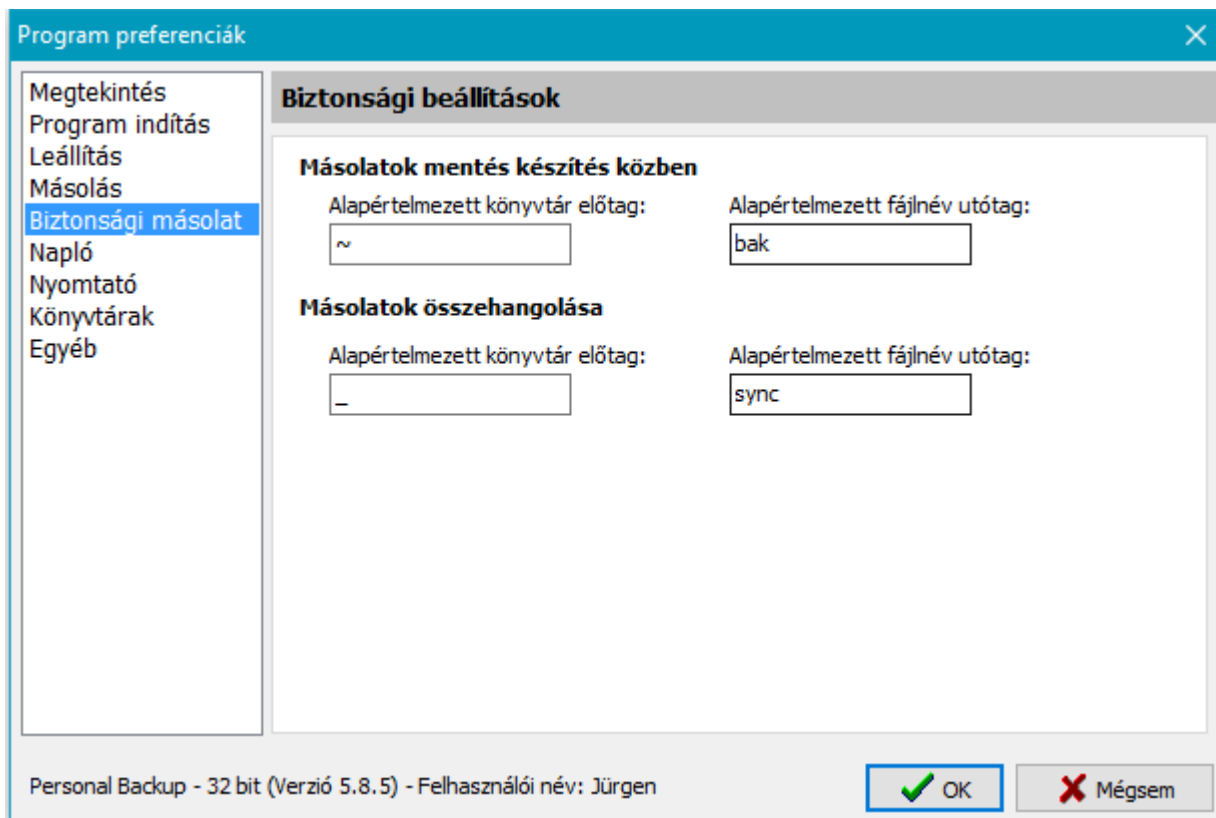 Program preferenciák
Megtekintés
Program indítás
Leállítás
Másolás
Biztonsági másolat
Napló
Nyomtató
Könyvtárak
Egyéb
Biztonsági beállítások
Másolatok mentés készítés közben
Alapértelmezett könyvtár előtag: Alapértelmezett fájlnév utótag:
~ bak
Másolatok összehangolása
Alapértelmezett könyvtár előtag: Alapértelmezett fájlnév utótag:
_ sync
Personal Backup - 32 bit (Verzió 5.8.5) - Felhasználói név: Jürgen
OK Mégsem